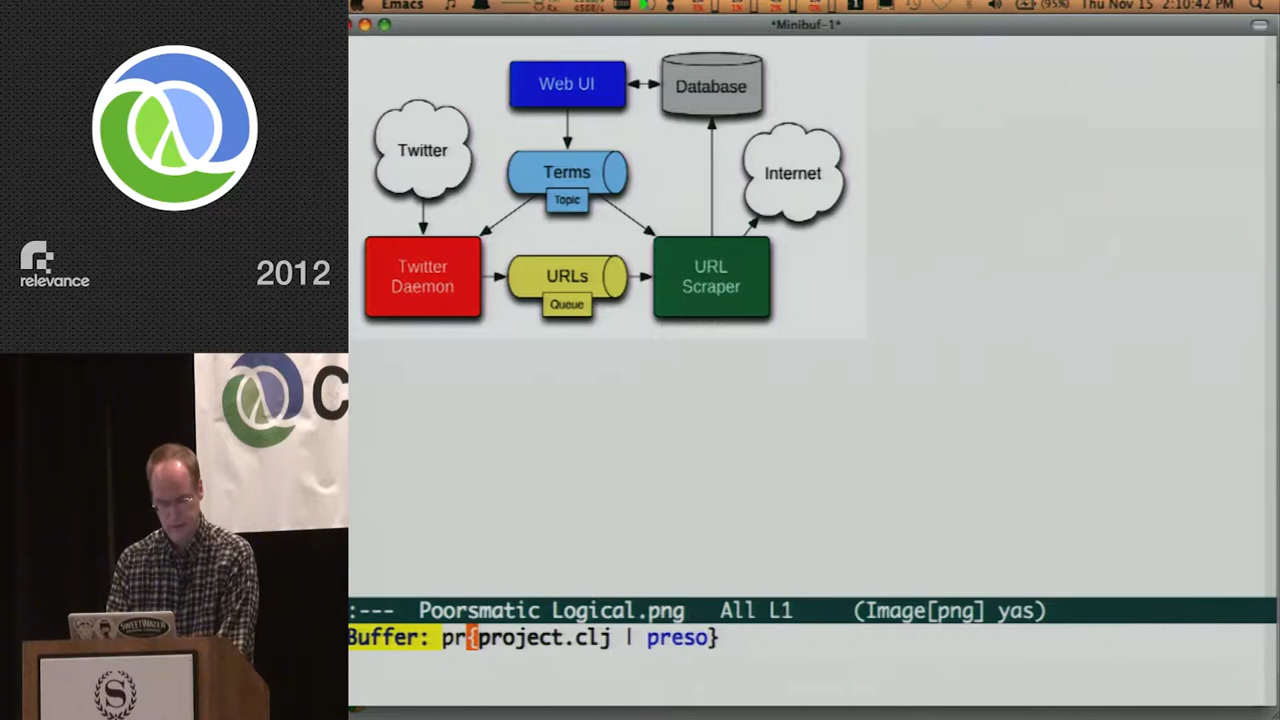 Emacs
(95%)
Thu Nov 15 2:10:42 PM
*Minibuf-1*
Web UI
Database
Twitter
Terms
Topic
Internet
Twitter
Daemon
URLs
Queue
URL
Scraper
relevance
2012
C
SWEETWATER
S
:--- Poorsmatic Logical.png All L1 (Image[png] yas)
Buffer: pr{project.clj | preso}